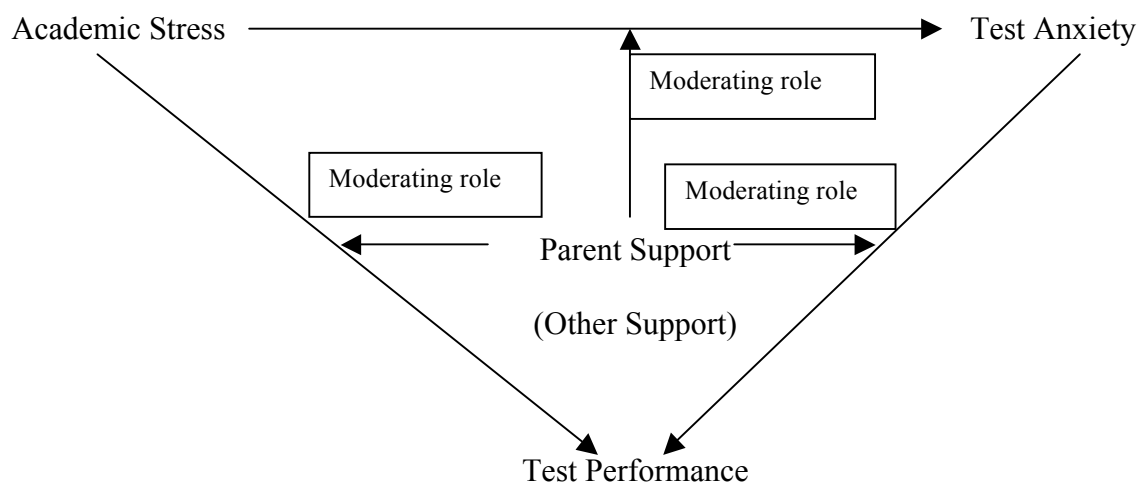 Academic Stress
Test Anxiety
Moderating role
Moderating role
Moderating role
Parent Support
(Other Support)
Test Performance